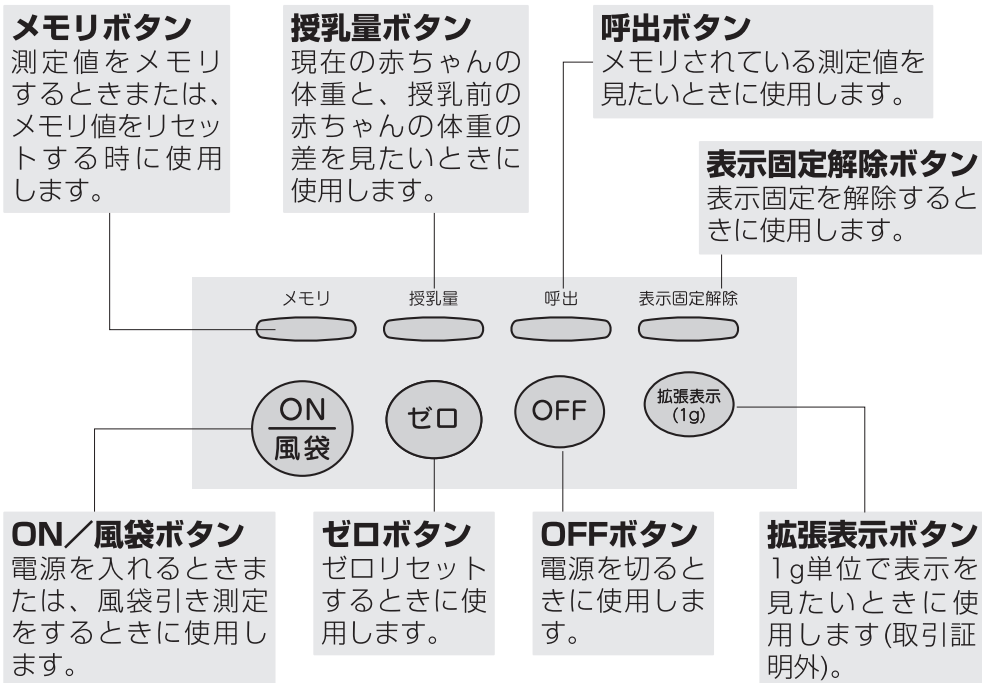 メモリボタン
測定値をメモリ
するときまたは、
メモリ値をリセッ
トする時に使用
します。
授乳量ボタン
現在の赤ちゃんの
体重と、授乳前の
赤ちゃんの体重の
差を見たいときに
使用します。
呼出ボタン
メモリされている測定値を
見たいときに使用します。
表示固定解除ボタン
表示固定を解除すると
きに使用します。
メモリ
授乳量
呼出
表示固定解除
ON
風袋
ゼロ
OFF
拡張表示
(1g)
ON／風袋ボタン
電源を入れるときま
たは、風袋引き測定
をするときに使用し
ます。
ゼロボタン
ゼロリセット
するときに使
用します。
OFFボタン
電源を切ると
きに使用しま
す。
拡張表示ボタン
1g単位で表示を
見たいときに使
用します(取引証
明外)。